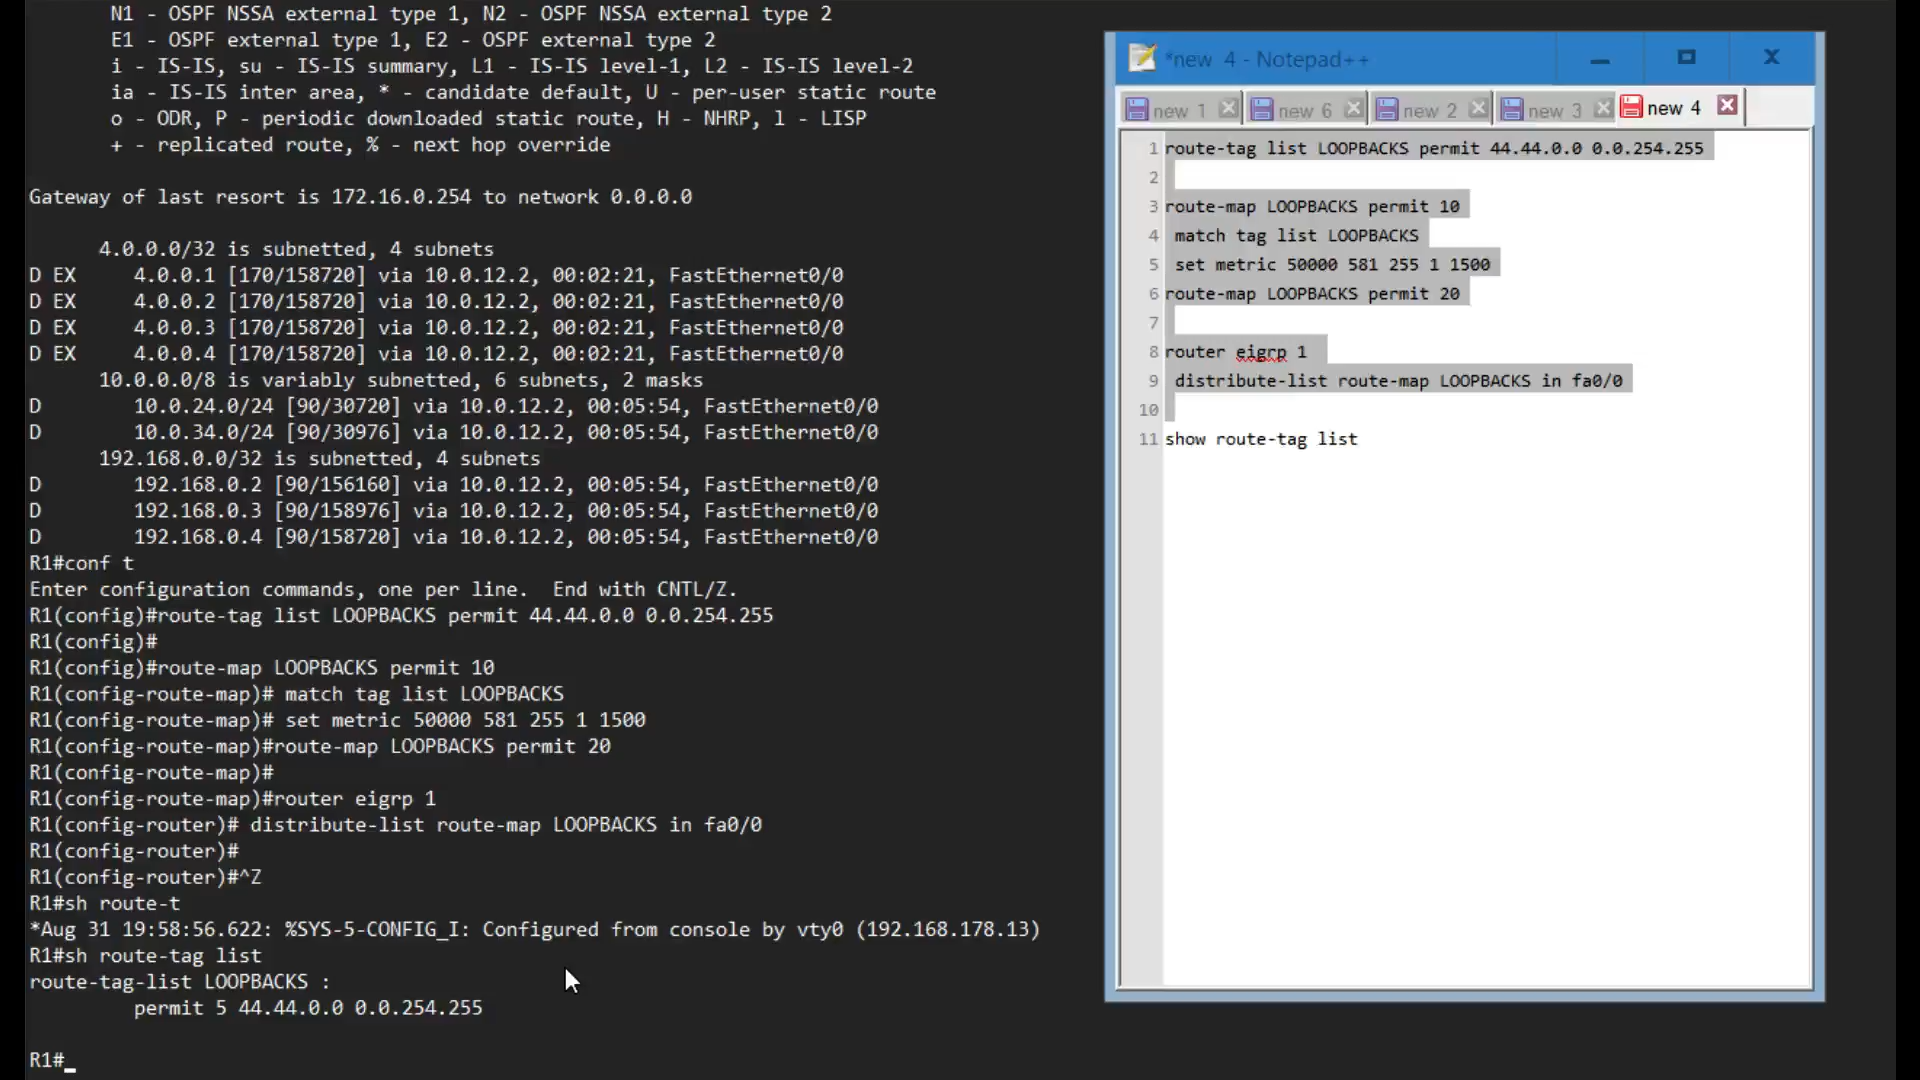 N1 - OSPF NSSA external type 1, N2 - OSPF NSSA external type 2
E1 - OSPF external type 1, E2 - OSPF external type 2
i - IS-IS, su - IS-IS summary, L1 - IS-IS level-1, L2 - IS-IS level-2
ia - IS-IS inter area, * - candidate default, U - per-user static route
o - ODR, P - periodic downloaded static route, H - NHRP, l - LISP
+ - replicated route, % - next hop override
Gateway of last resort is 172.16.0.254 to network 0.0.0.0
4.0.0.0/32 is subnetted, 4 subnets
D EX     4.0.0.1 [170/158720] via 10.0.12.2, 00:02:21, FastEthernet0/0
D EX     4.0.0.2 [170/158720] via 10.0.12.2, 00:02:21, FastEthernet0/0
D EX     4.0.0.3 [170/158720] via 10.0.12.2, 00:02:21, FastEthernet0/0
D EX     4.0.0.4 [170/158720] via 10.0.12.2, 00:02:21, FastEthernet0/0
10.0.0.0/8 is variably subnetted, 6 subnets, 2 masks
D        10.0.24.0/24 [90/30720] via 10.0.12.2, 00:05:54, FastEthernet0/0
D        10.0.34.0/24 [90/30976] via 10.0.12.2, 00:05:54, FastEthernet0/0
192.168.0.0/32 is subnetted, 4 subnets
D        192.168.0.2 [90/156160] via 10.0.12.2, 00:05:54, FastEthernet0/0
D        192.168.0.3 [90/158976] via 10.0.12.2, 00:05:54, FastEthernet0/0
D        192.168.0.4 [90/158720] via 10.0.12.2, 00:05:54, FastEthernet0/0
R1#conf t
Enter configuration commands, one per line.  End with CNTL/Z.
R1(config)#route-tag list LOOPBACKS permit 44.44.0.0 0.0.254.255
R1(config)#
R1(config)#route-map LOOPBACKS permit 10
R1(config-route-map)# match tag list LOOPBACKS
R1(config-route-map)# set metric 50000 581 255 1 1500
R1(config-route-map)#route-map LOOPBACKS permit 20
R1(config-route-map)#
R1(config-route-map)#router eigrp 1
R1(config-router)# distribute-list route-map LOOPBACKS in fa0/0
R1(config-router)#
R1(config-router)#^Z
R1#sh route-t
*Aug 31 19:58:56.622: %SYS-5-CONFIG_I: Configured from console by vty0 (192.168.178.13)
R1#sh route-tag list
route-tag-list LOOPBACKS :
permit 5 44.44.0.0 0.0.254.255
R1#_
*new 4 - Notepad++
new 1 new 6 new 2 new 3 new 4
1 route-tag list LOOPBACKS permit 44.44.0.0 0.0.254.255
2
3 route-map LOOPBACKS permit 10
4 match tag list LOOPBACKS
5 set metric 50000 581 255 1 1500
6 route-map LOOPBACKS permit 20
7
8 router eigrp 1
9 distribute-list route-map LOOPBACKS in fa0/0
10
11 show route-tag list